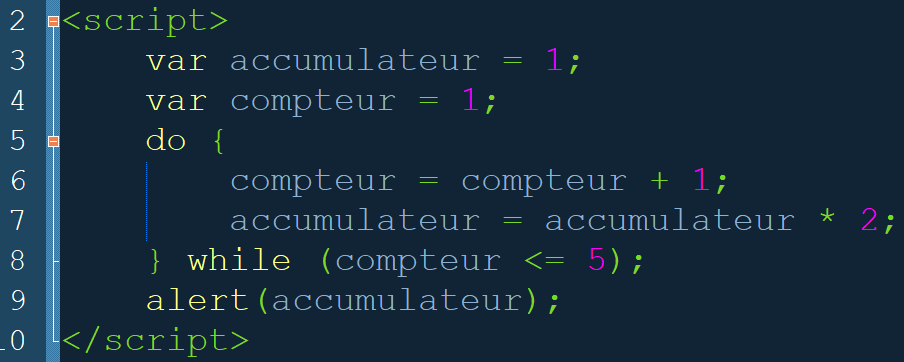 2 <script>
3 var accumulateur = 1;
4 var compteur = 1;
5 do {
6 compteur = compteur + 1;
7 accumulateur = accumulateur * 2;
8 } while (compteur <= 5);
9 alert(accumulateur);
10 </script>